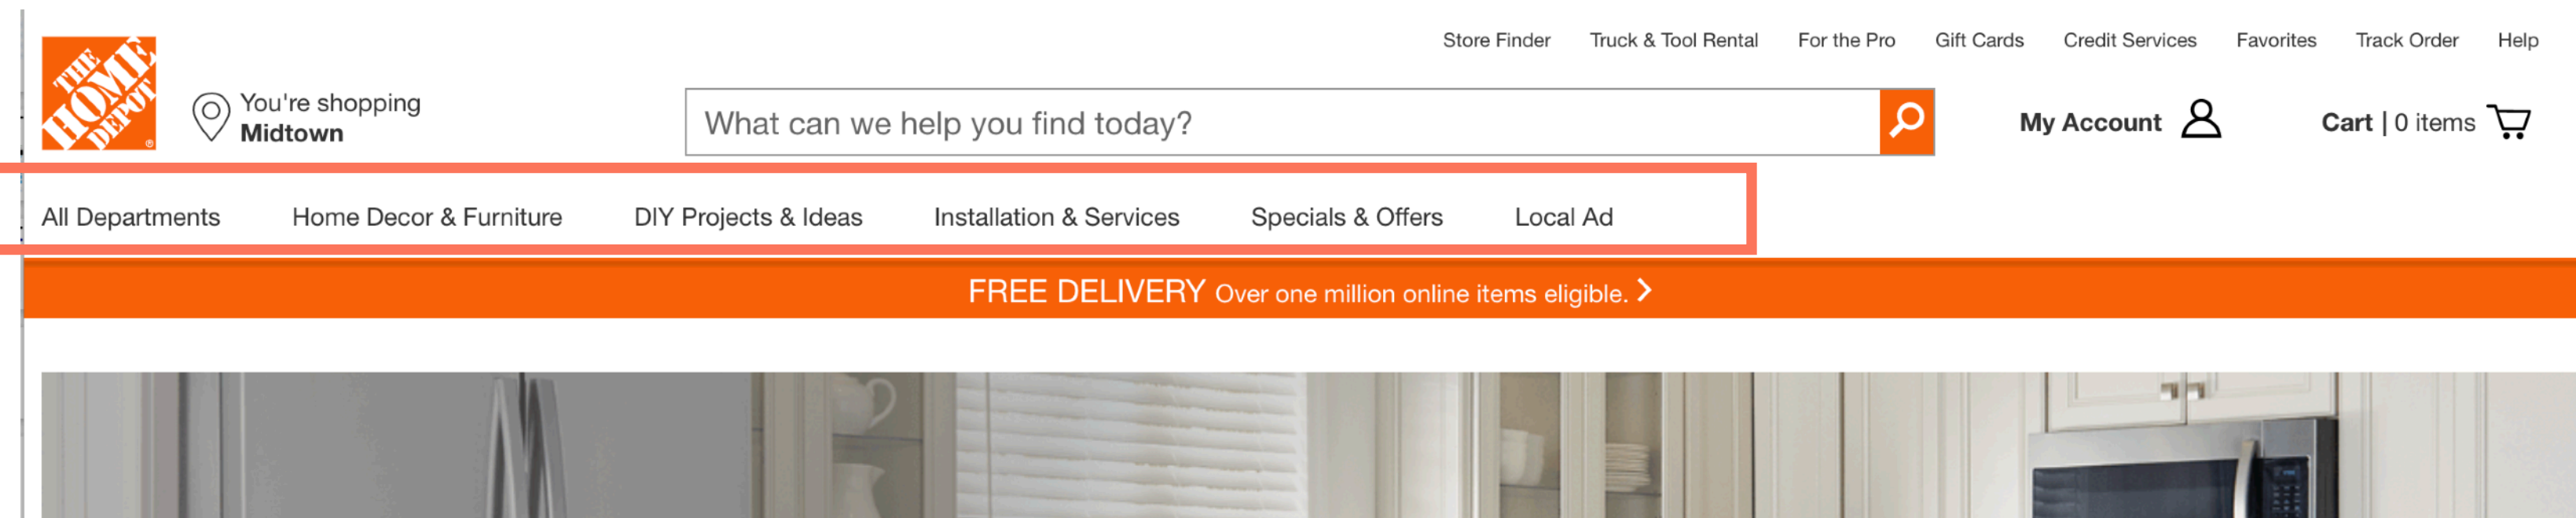 Store Finder Truck & Tool Rental For the Pro Gift Cards Credit Services Favorites Track Order Help
THE
HOME
DEPOT
®
You're shopping
Midtown
What can we help you find today?
My Account
Cart | 0 items
All Departments Home Decor & Furniture DIY Projects & Ideas Installation & Services Specials & Offers Local Ad
FREE DELIVERY Over one million online items eligible.